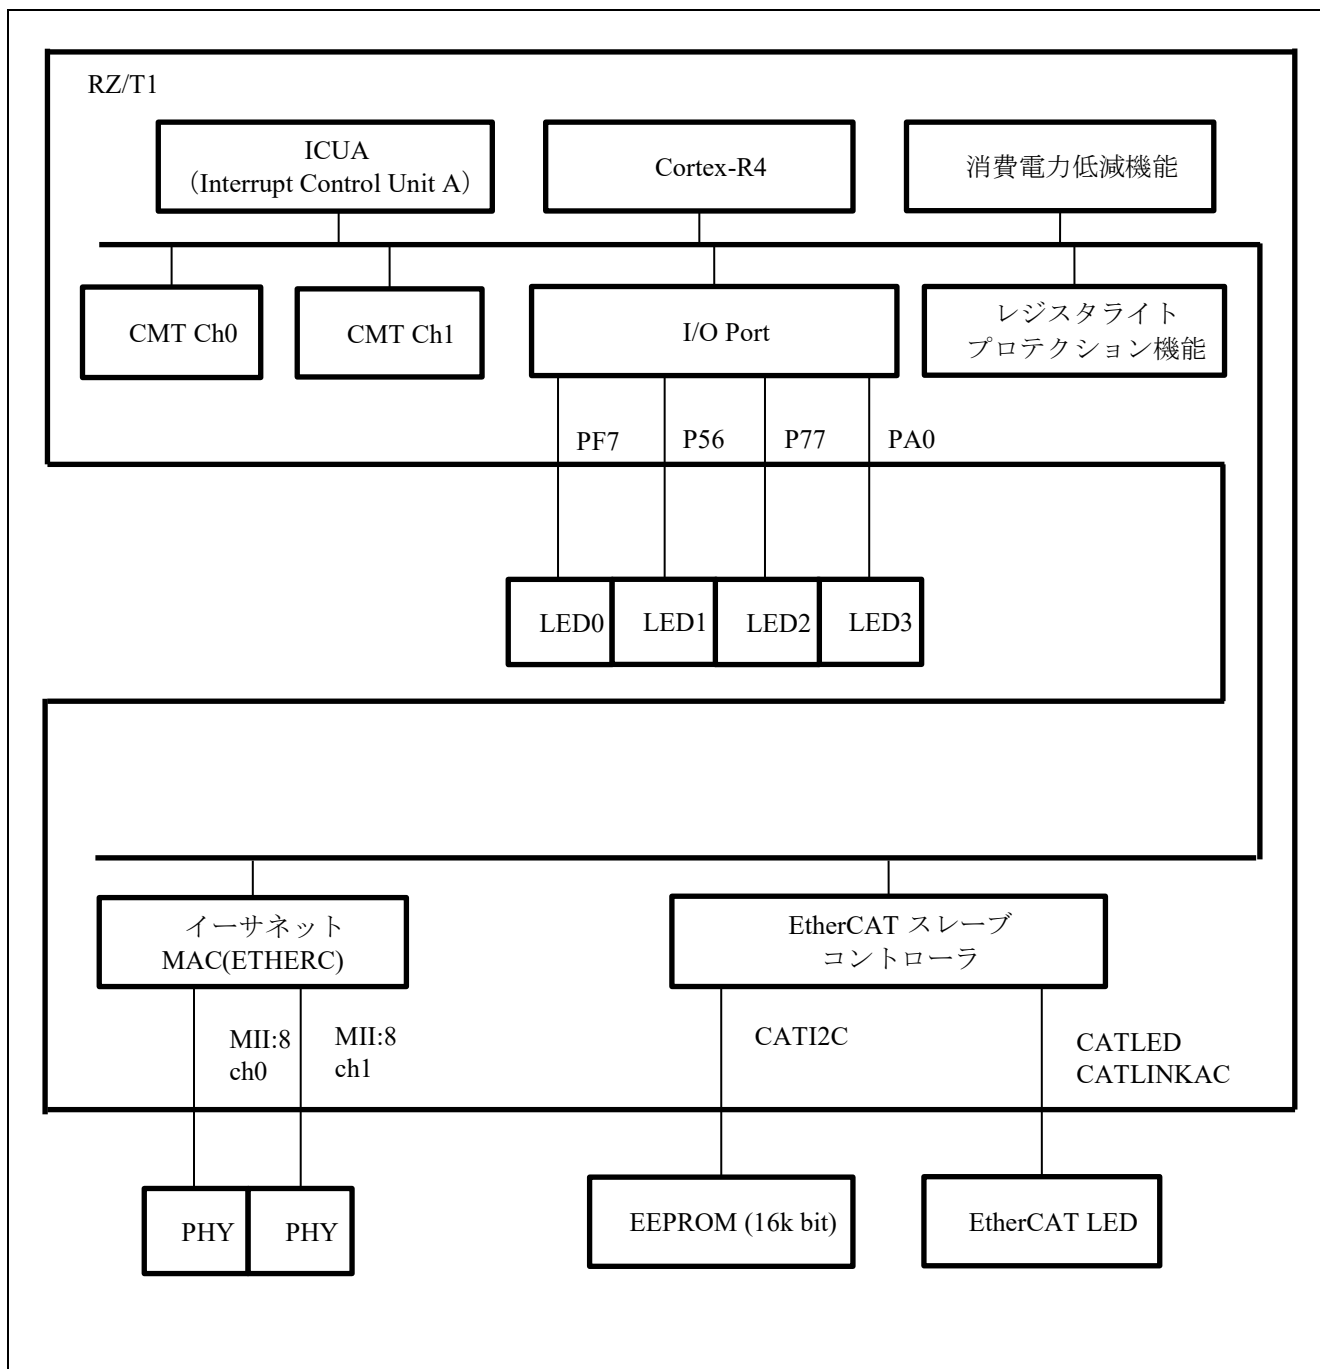 RZ/T1
ICUA
（Interrupt Control Unit A）
Cortex-R4
消費電力低減機能
CMT Ch0
CMT Ch1
I/O Port
レジスタライト
プロテクション機能
PF7
P56
P77
PA0
LED0
LED1
LED2
LED3
イーサネット
MAC(ETHERC)
EtherCAT スレーブ
コントローラ
MII:8
ch0
MII:8
ch1
CATI2C
CATLED
CATLINKAC
PHY
PHY
EEPROM (16k bit)
EtherCAT LED